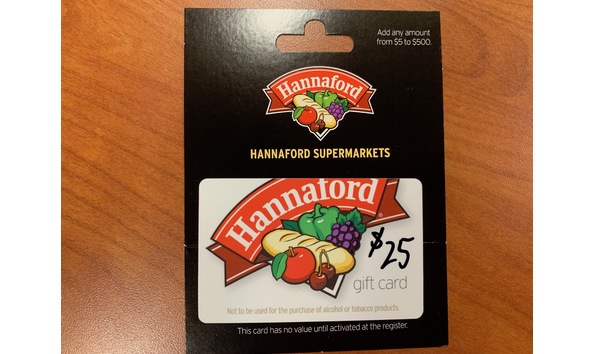 Add any amount
from $5 to $500.
Hannaford
HANNAFORD SUPERMARKETS
Hannaford®
$25
gift card
Not to be used for the purchase of alcohol or tobacco products.
This card has no value until activated at the register.